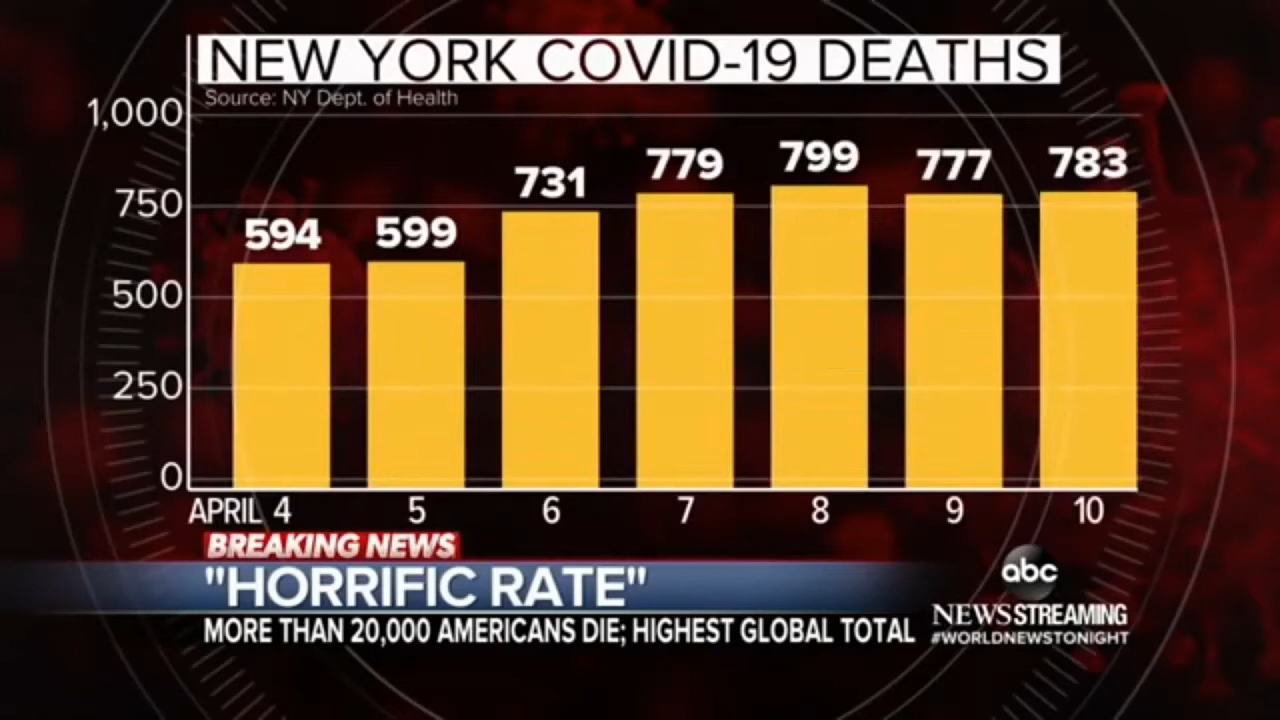 NEW YORK COVID-19 DEATHS
Source: NY Dept. of Health
1,000
750
500
250
0
594 599 731 779 799 777 783
APRIL 4 5 6 7 8 9 10
BREAKING NEWS
"HORRIFIC RATE"
MORE THAN 20,000 AMERICANS DIE; HIGHEST GLOBAL TOTAL
abc
NEWS STREAMING
#WORLDNEWSTONIGHT